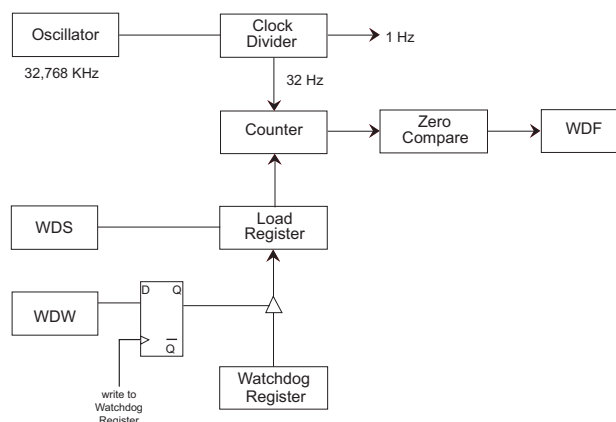 Oscillator
Clock
Divider
1 Hz
32,768 KHz
32 Hz
Counter
Zero
Compare
WDF
WDS
Load
Register
D Q
WDW
Q
Watchdog
Register
write to
Watchdog
Register